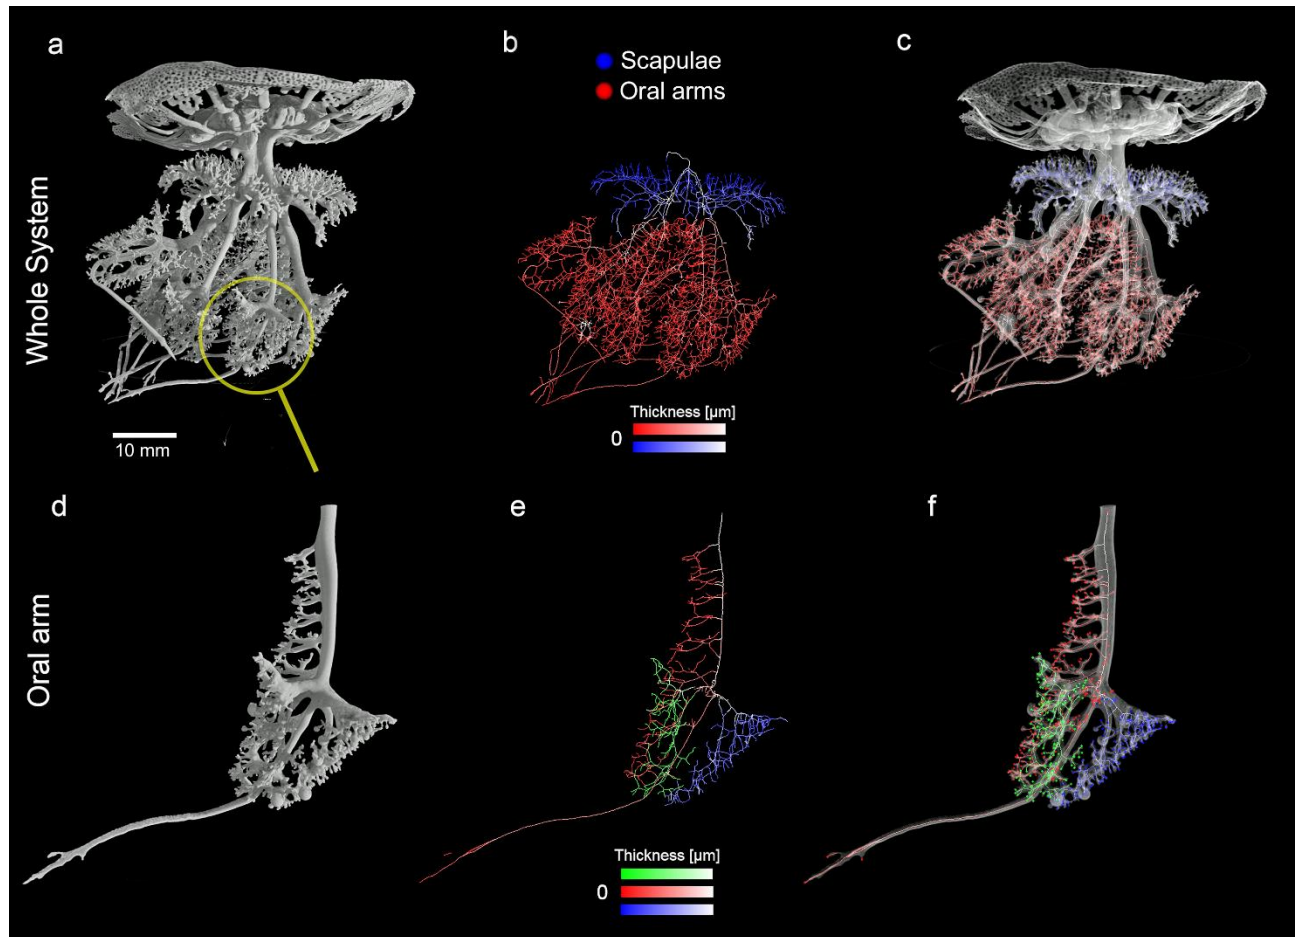 a
b
c
Scapulae
Oral arms
Whole System
Thickness [µm]
0
10 mm
d
e
f
Oral arm
Thickness [µm]
0